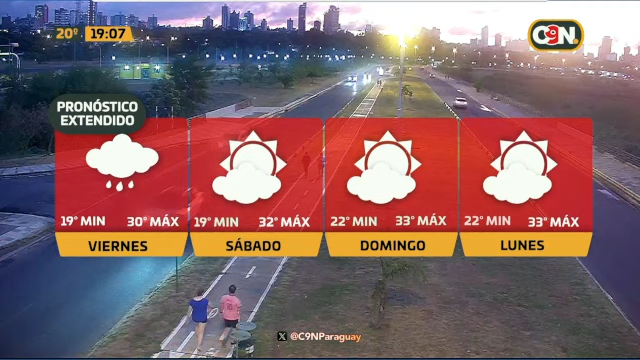 20°
19:07
C9N
PRONÓSTICO
EXTENDIDO
19° MIN 30° MÁX
VIERNES
19° MIN 32° MÁX
SÁBADO
22° MIN 33° MÁX
DOMINGO
22° MIN 33° MÁX
LUNES
X @C9NParaguay